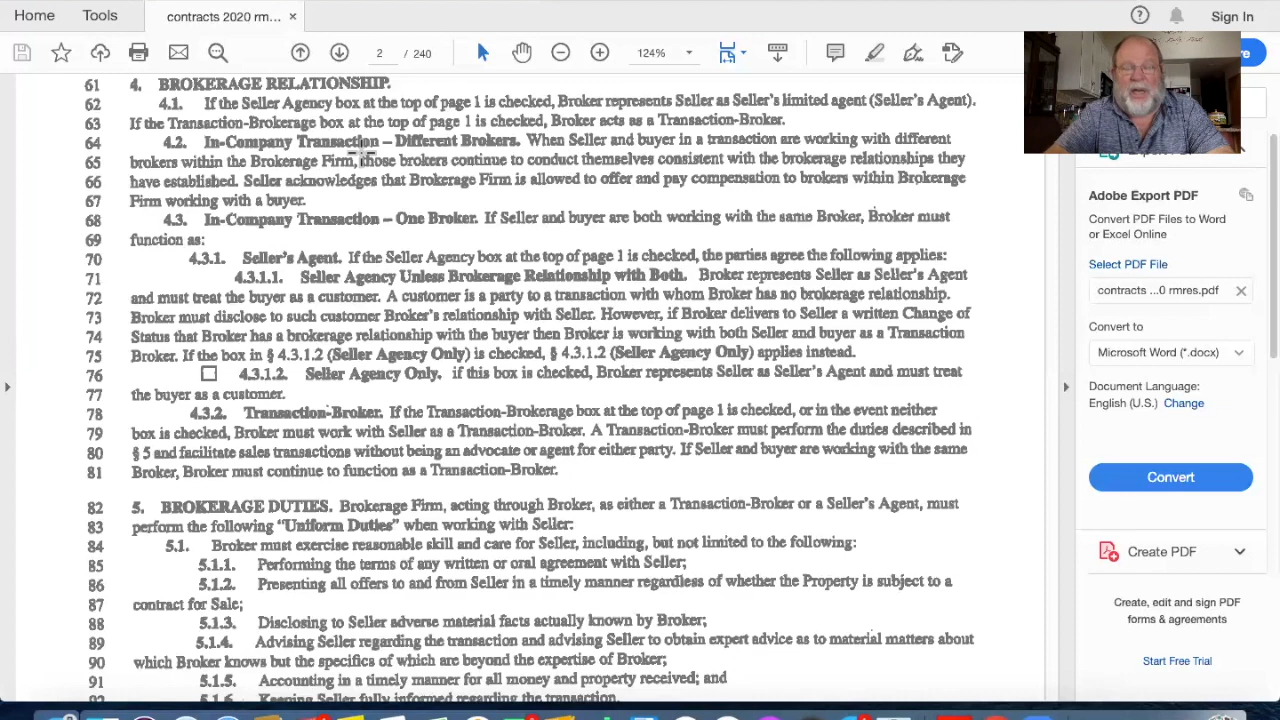 Home
Tools
contracts 2020 rm... ×
Sign In
2 / 240
124%
61 4. BROKERAGE RELATIONSHIP.
62 4.1. If the Seller Agency box at the top of page 1 is checked, Broker represents Seller as Seller's limited agent (Seller's Agent).
63 If the Transaction-Brokerage box at the top of page 1 is checked, Broker acts as a Transaction-Broker.
64 4.2. In-Company Transaction – Different Brokers. When Seller and buyer in a transaction are working with different
65 brokers within the Brokerage Firm, those brokers continue to conduct themselves consistent with the brokerage relationships they
66 have established. Seller acknowledges that Brokerage Firm is allowed to offer and pay compensation to brokers within Brokerage
67 Firm working with a buyer.
68 4.3. In-Company Transaction – One Broker. If Seller and buyer are both working with the same Broker, Broker must
69 function as:
70 4.3.1. Seller's Agent. If the Seller Agency box at the top of page 1 is checked, the parties agree the following applies:
71 4.3.1.1. Seller Agency Unless Brokerage Relationship with Both. Broker represents Seller as Seller's Agent
72 and must treat the buyer as a customer. A customer is a party to a transaction with whom Broker has no brokerage relationship.
73 Broker must disclose to such customer Broker's relationship with Seller. However, if Broker delivers to Seller a written Change of
74 Status that Broker has a brokerage relationship with the buyer then Broker is working with both Seller and buyer as a Transaction
75 Broker. If the box in § 4.3.1.2 (Seller Agency Only) is checked, § 4.3.1.2 (Seller Agency Only) applies instead.
76 4.3.1.2. Seller Agency Only. if this box is checked, Broker represents Seller as Seller's Agent and must treat
77 the buyer as a customer.
78 4.3.2. Transaction-Broker. If the Transaction-Brokerage box at the top of page 1 is checked, or in the event neither
79 box is checked, Broker must work with Seller as a Transaction-Broker. A Transaction-Broker must perform the duties described in
80 § 5 and facilitate sales transactions without being an advocate or agent for either party. If Seller and buyer are working with the same
81 Broker, Broker must continue to function as a Transaction-Broker.
82 5. BROKERAGE DUTIES. Brokerage Firm, acting through Broker, as either a Transaction-Broker or a Seller's Agent, must
83 perform the following "Uniform Duties" when working with Seller:
84 5.1. Broker must exercise reasonable skill and care for Seller, including, but not limited to the following:
85 5.1.1. Performing the terms of any written or oral agreement with Seller;
86 5.1.2. Presenting all offers to and from Seller in a timely manner regardless of whether the Property is subject to a
87 contract for Sale;
88 5.1.3. Disclosing to Seller adverse material facts actually known by Broker;
89 5.1.4. Advising Seller regarding the transaction and advising Seller to obtain expert advice as to material matters about
90 which Broker knows but the specifics of which are beyond the expertise of Broker;
91 5.1.5. Accounting in a timely manner for all money and property received; and
92 5.1.6. Keeping Seller fully informed regarding the transaction.
Adobe Export PDF
Convert PDF Files to Word
or Excel Online
Select PDF File
contracts ...0 rmres.pdf
Convert to
Microsoft Word (*.docx)
Document Language:
English (U.S.) Change
Convert
Create PDF
Create, edit and sign PDF
forms & agreements
Start Free Trial